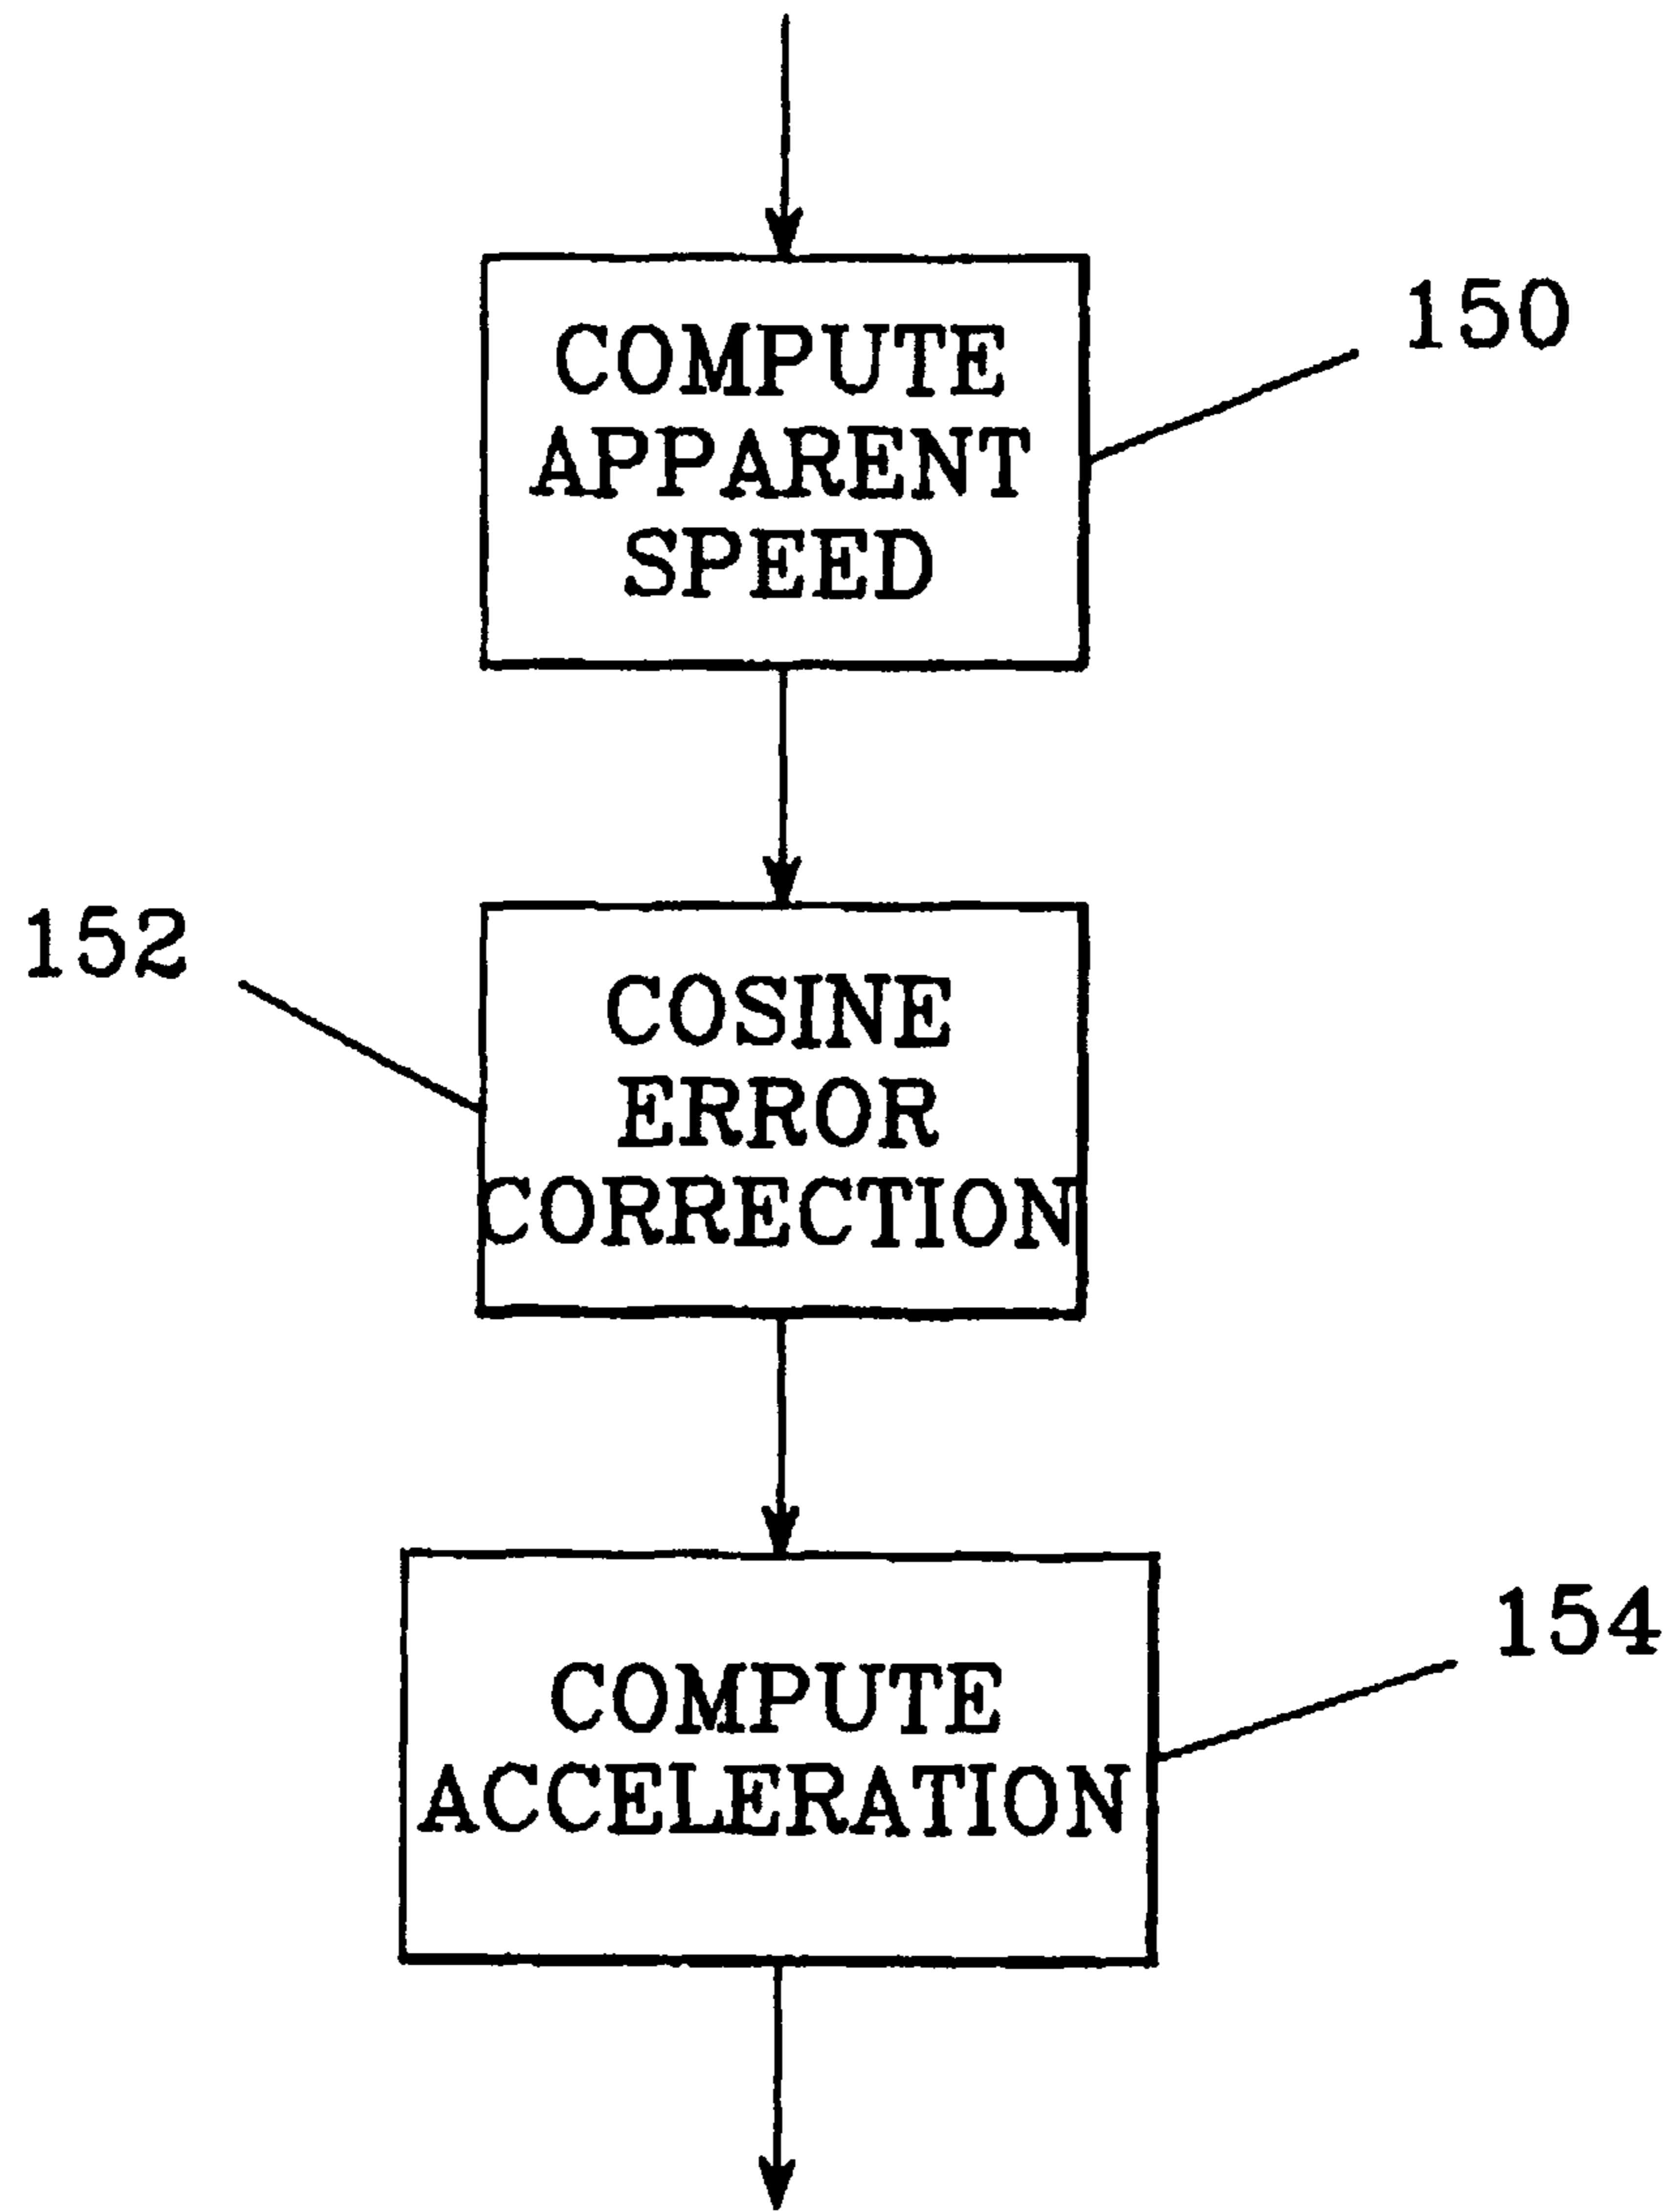 150
COMPUTE
APPARENT
SPEED
152
COSINE
ERROR
CORRECTION
154
COMPUTE
ACCELERATION